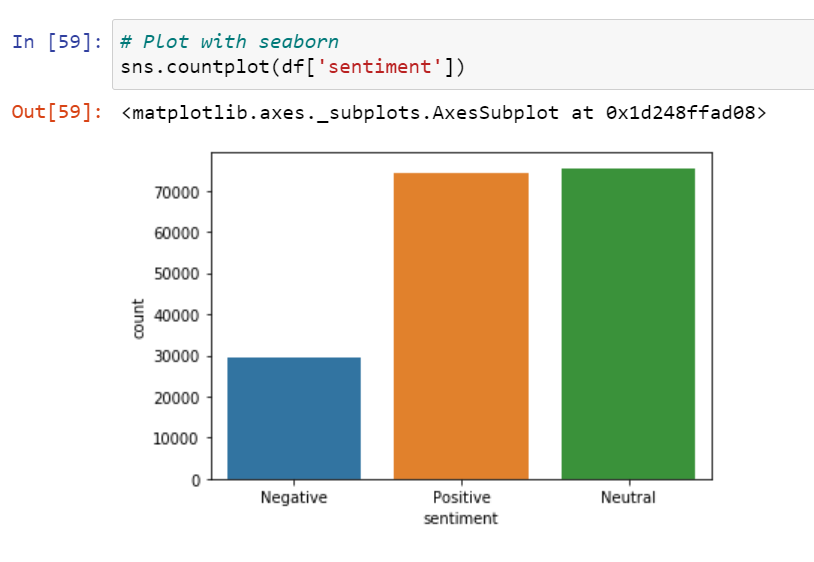 In [59]: # Plot with seaborn
sns.countplot(df['sentiment'])
Out[59]: <matplotlib.axes._subplots.AxesSubplot at 0x1d248ffad08>
70000
60000
50000
40000
30000
20000
10000
0
count
Negative Positive Neutral
sentiment